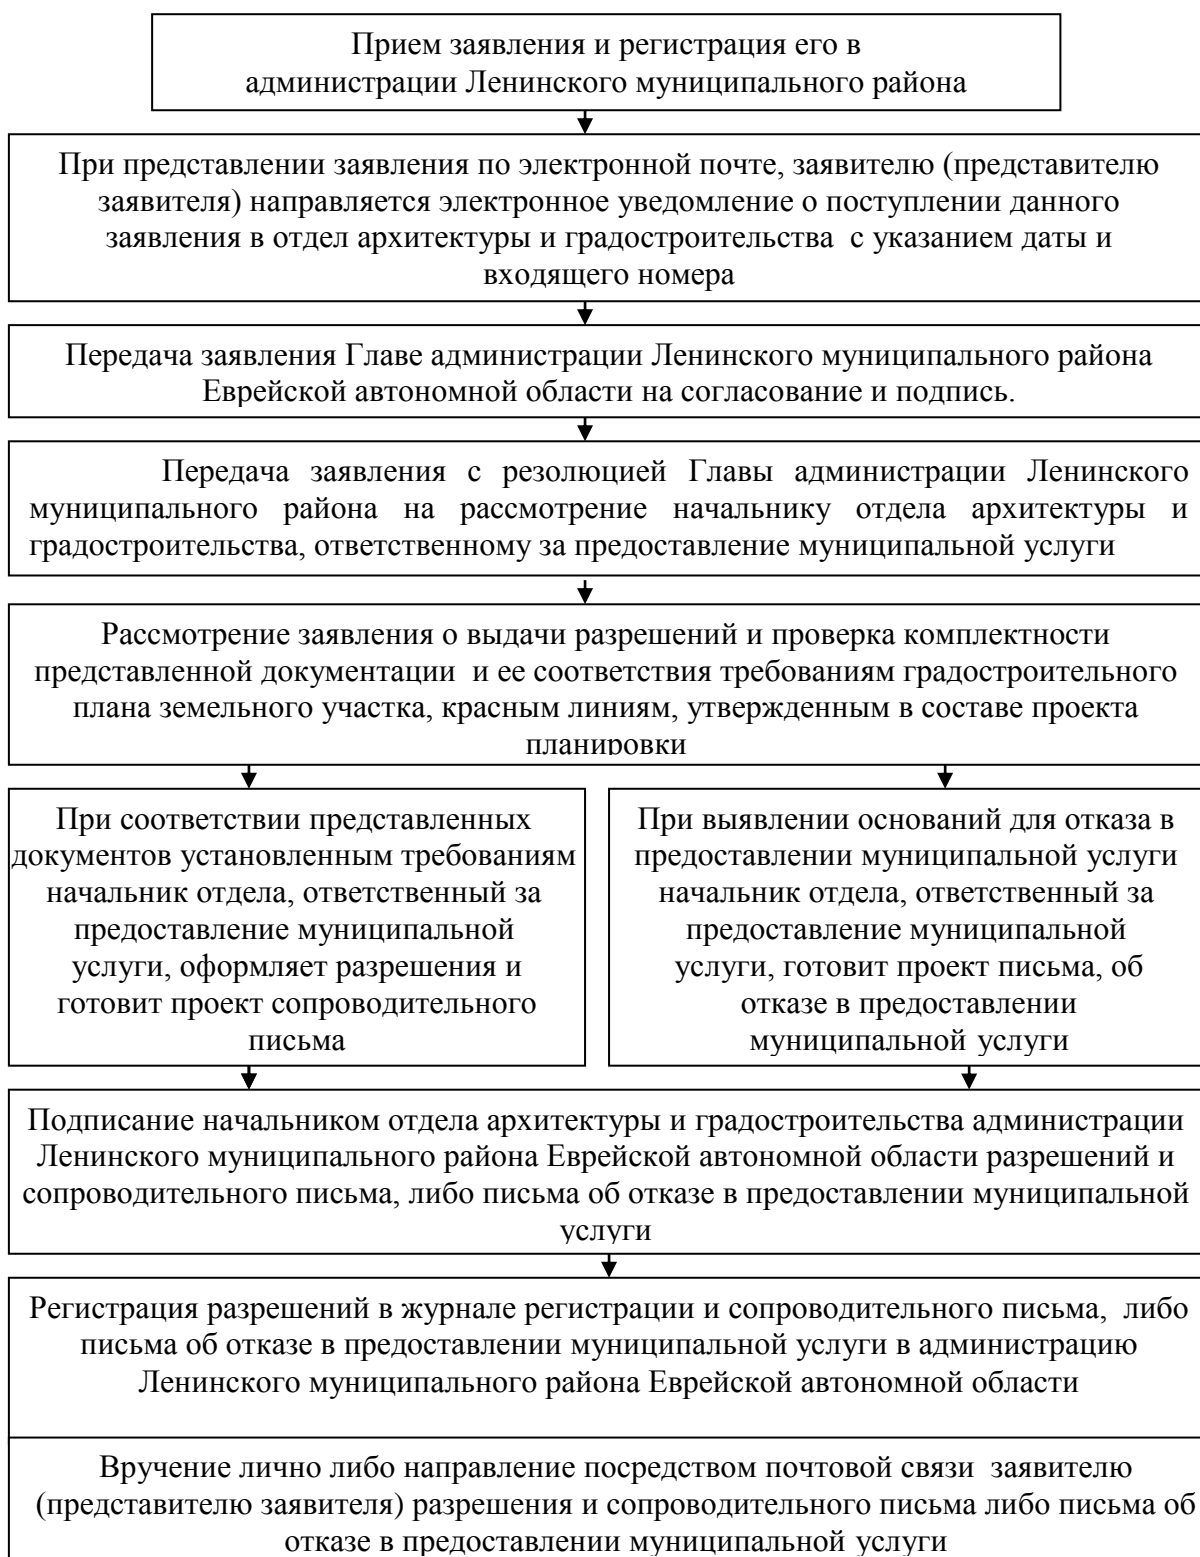 Прием заявления и регистрация его в
администрации Ленинского муниципального района
При представлении заявления по электронной почте, заявителю (представителю
заявителя) направляется электронное уведомление о поступлении данного
заявления в отдел архитектуры и градостроительства с указанием даты и
входящего номера
Передача заявления Главе администрации Ленинского муниципального района
Еврейской автономной области на согласование и подпись.
Передача заявления с резолюцией Главы администрации Ленинского
муниципального района на рассмотрение начальнику отдела архитектуры и
градостроительства, ответственному за предоставление муниципальной услуги
Рассмотрение заявления о выдачи разрешений и проверка комплектности
представленной документации и ее соответствия требованиям градостроительного
плана земельного участка, красным линиям, утвержденным в составе проекта
планировки
При соответствии представленных
документов установленным требованиям
начальник отдела, ответственный за
предоставление муниципальной
услуги, оформляет разрешения и
готовит проект сопроводительного
письма
При выявлении оснований для отказа в
предоставлении муниципальной услуги
начальник отдела, ответственный за
предоставление муниципальной
услуги, готовит проект письма, об
отказе в предоставлении
муниципальной услуги
Подписание начальником отдела архитектуры и градостроительства администрации
Ленинского муниципального района Еврейской автономной области разрешений и
сопроводительного письма, либо письма об отказе в предоставлении муниципальной
услуги
Регистрация разрешений в журнале регистрации и сопроводительного письма, либо
письма об отказе в предоставлении муниципальной услуги в администрацию
Ленинского муниципального района Еврейской автономной области
Вручение лично либо направление посредством почтовой связи заявителю
(представителю заявителя) разрешения и сопроводительного письма либо письма об
отказе в предоставлении муниципальной услуги